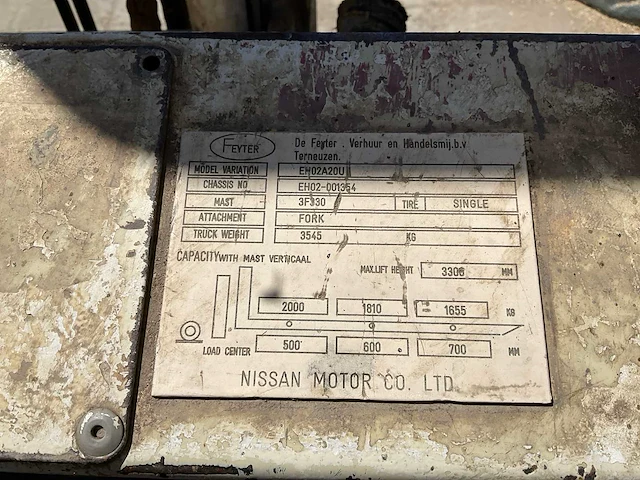 FEYTER De Feyter . Verhuur en Handelsmij.b.v
Terneuzen.
MODEL VARIATION EH02A20U
CHASSIS NO EH02-001354
MAST 3F330 TIRE SINGLE
ATTACHMENT FORK
TRUCK WEIGHT 3545 KG
CAPACITY WITH MAST VERTICAAL
MAX.LIFT HEIGHT 3300 MM
2000 1810 1655 KG
LOAD CENTER 500 600 700 MM
NISSAN MOTOR CO. LTD.